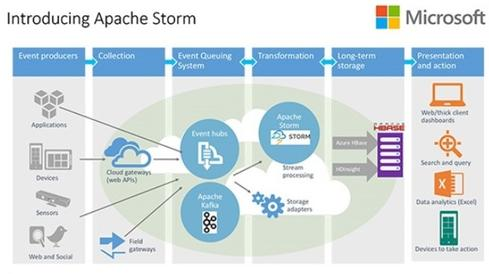 Introducing Apache Storm
Microsoft
Event producers
Collection
Event Queuing
System
Transformation
Long-term
storage
Presentation
and action
Applications
Devices
Sensors
Web and Social
Cloud gateways
(web APIs)
Field
gateways
Event hubs
Apache
Kafka
Apache
Storm
STORM
Stream
processing
Storage
adapters
APACHE
HBASE
Azure HBase
HDInsight
Web/thick client
dashboards
Search and query
Data analytics (Excel)
Devices to take action